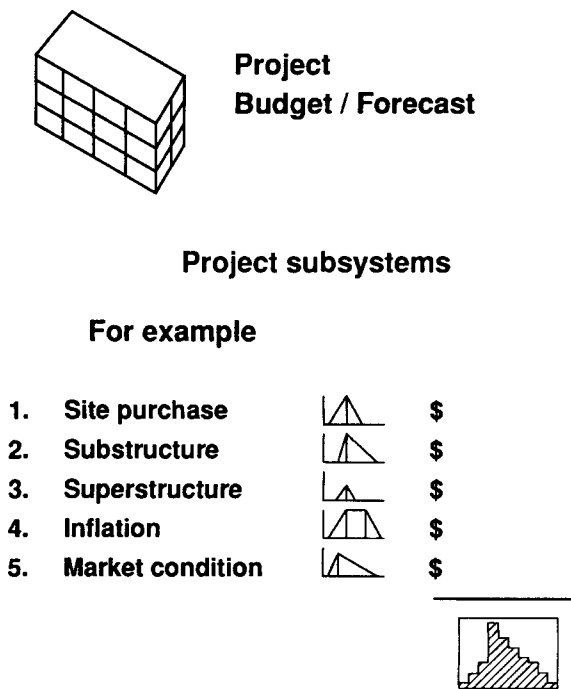 Project
Budget / Forecast
Project subsystems
For example
1. Site purchase $
2. Substructure $
3. Superstructure $
4. Inflation $
5. Market condition $